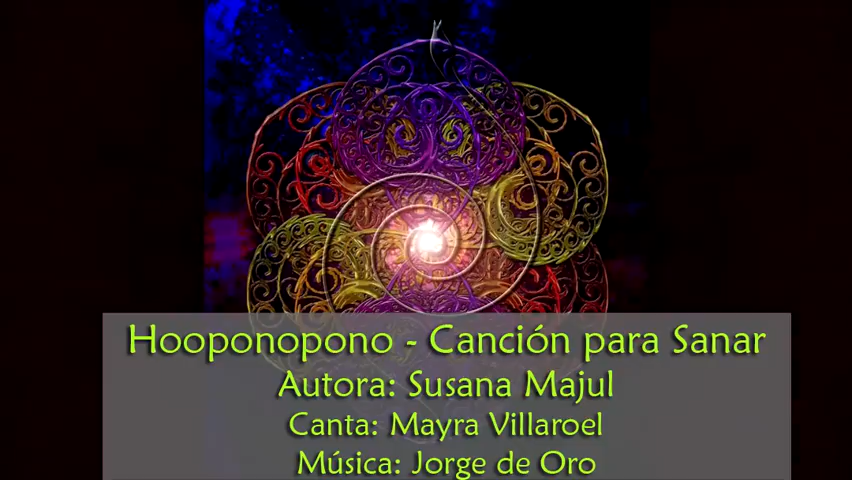 Hooponopono - Canción para Sanar
Autora: Susana Majul
Canta: Mayra Villaroel
Música: Jorge de Oro